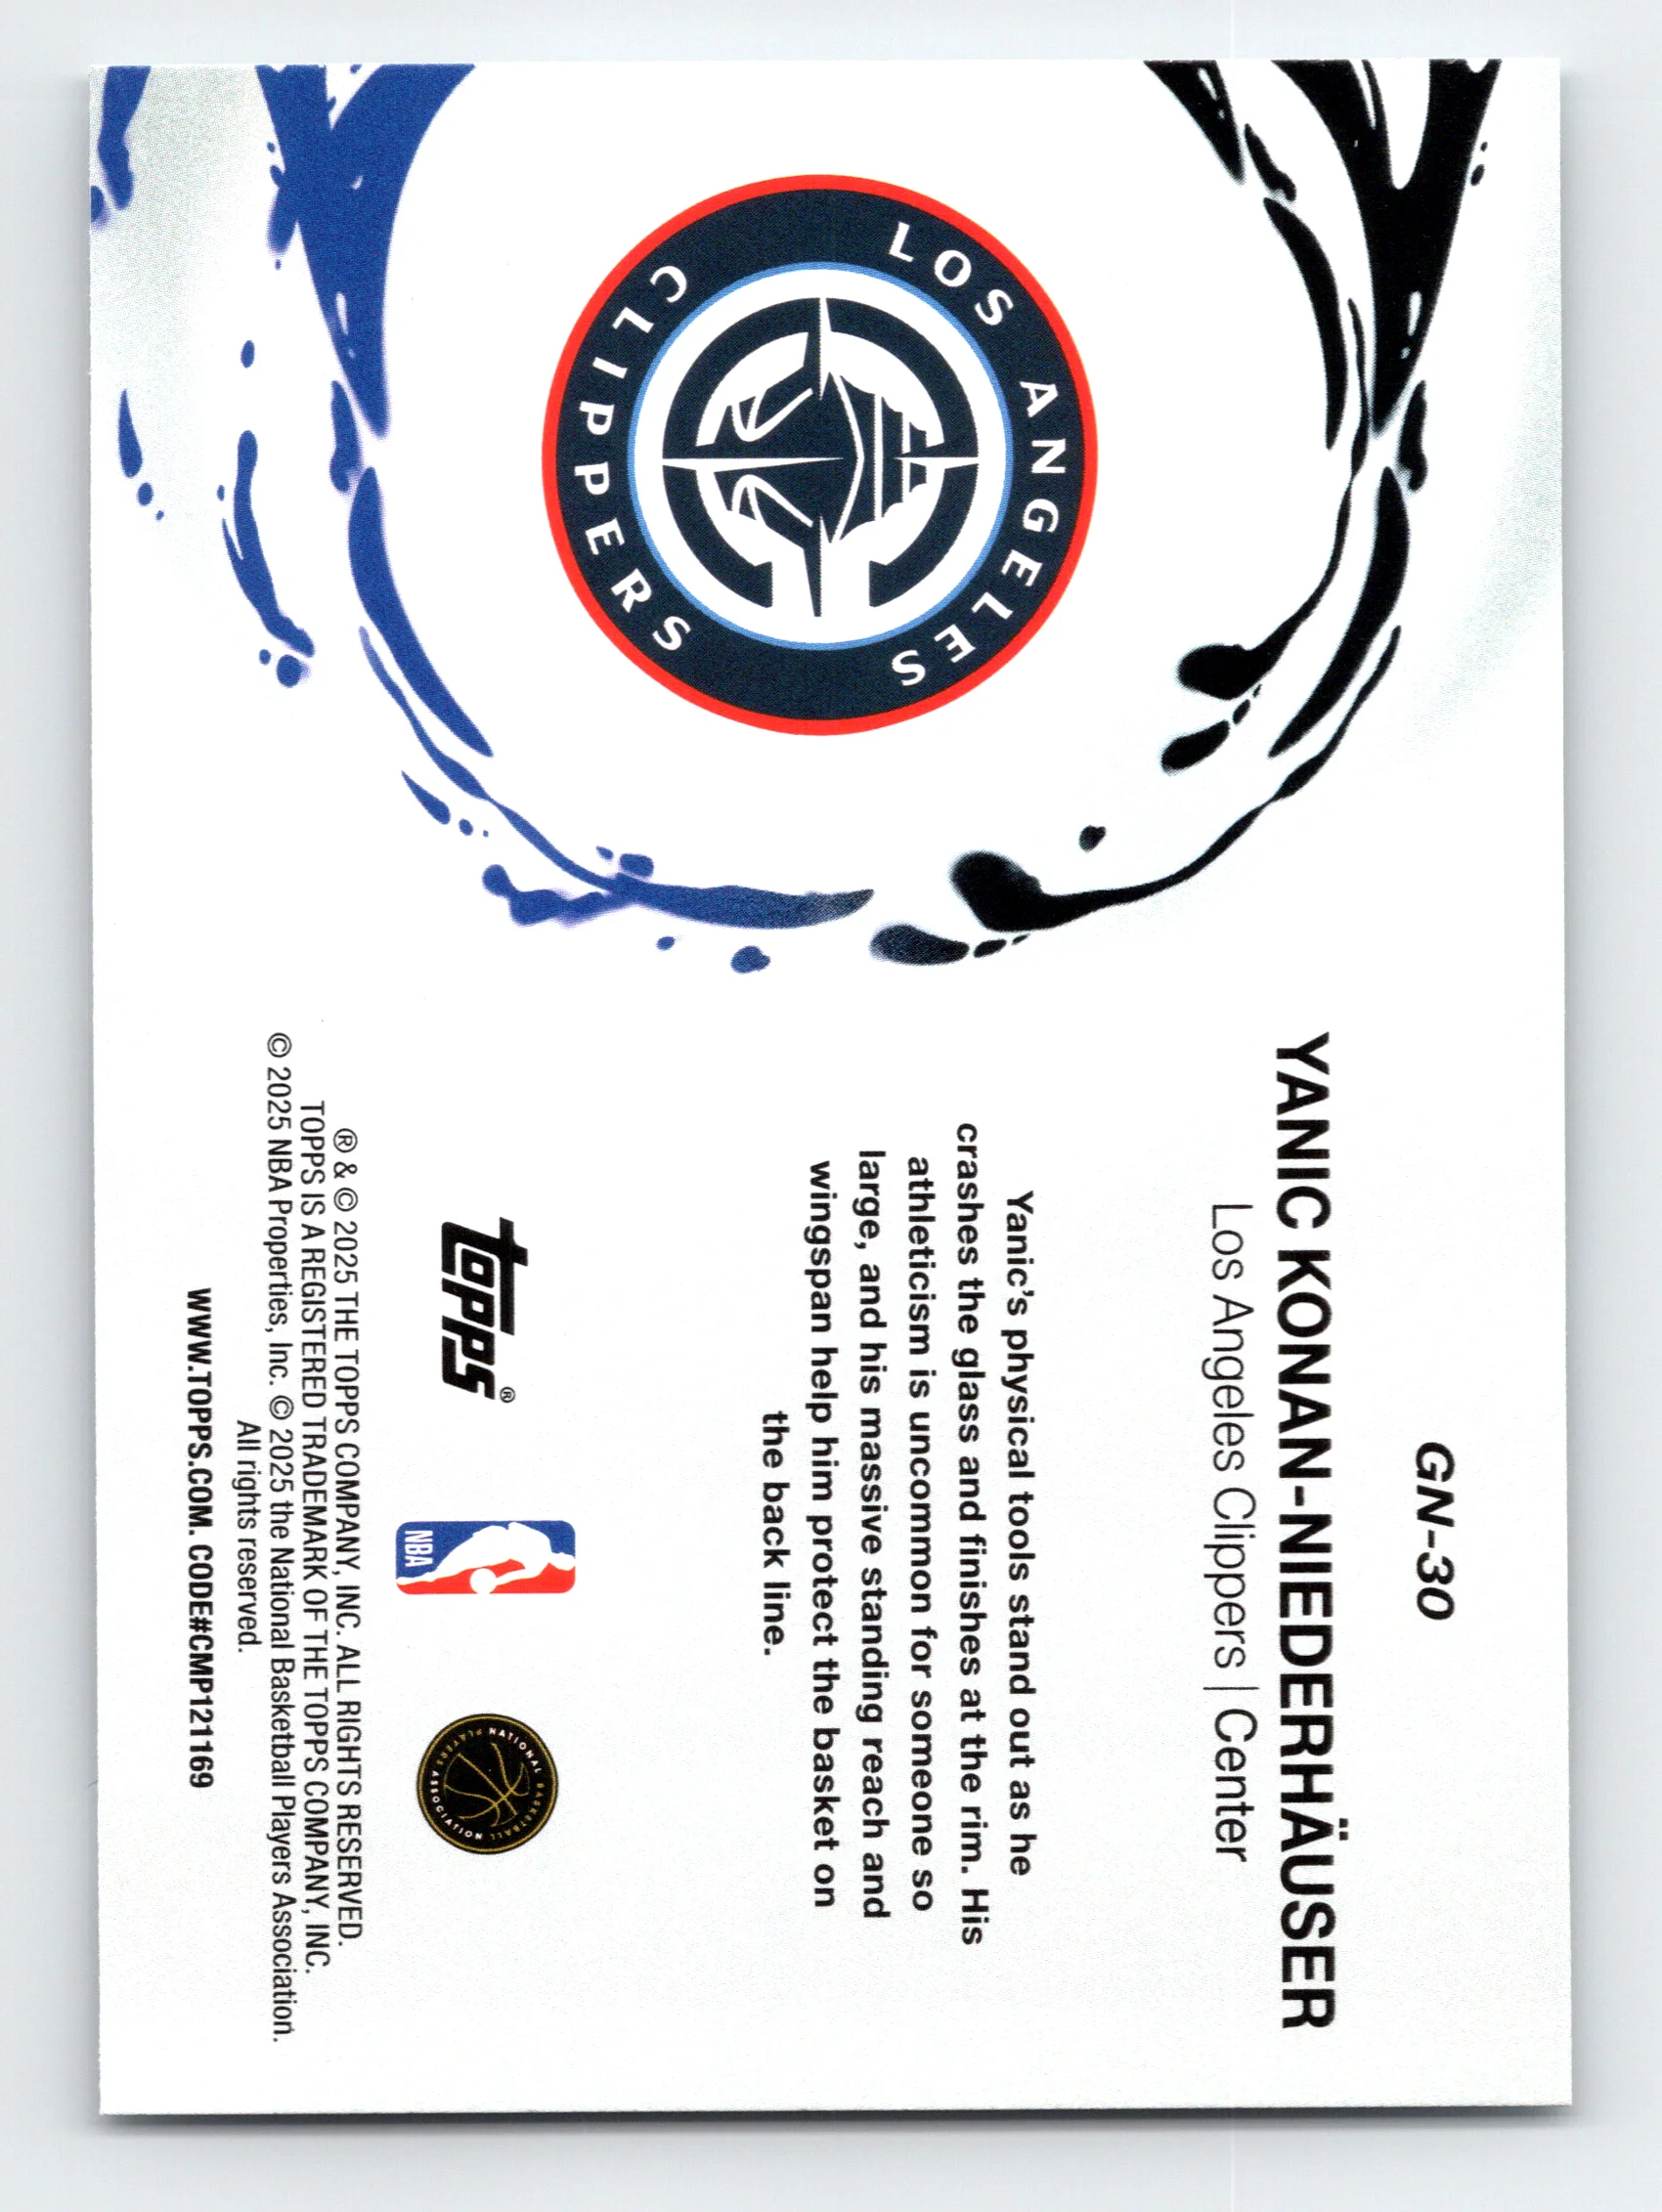 LOS ANGELES
CLIPPERS
GN-30
YANIC KONAN-NIEDERHÄUSER
Los Angeles Clippers | Center
Yanic's physical tools stand out as he
crashes the glass and finishes at the rim. His
athleticism is uncommon for someone so
large, and his massive standing reach and
wingspan help him protect the basket on
the back line.
topps®
NBA
NATIONAL BASKETBALL
PLAYERS ASSOCIATION
® & © 2025 THE TOPPS COMPANY, INC. ALL RIGHTS RESERVED.
TOPPS IS A REGISTERED TRADEMARK OF THE TOPPS COMPANY, INC.
© 2025 NBA Properties, Inc. © 2025 the National Basketball Players Association.
All rights reserved.
WWW.TOPPS.COM. CODE#CMP121169